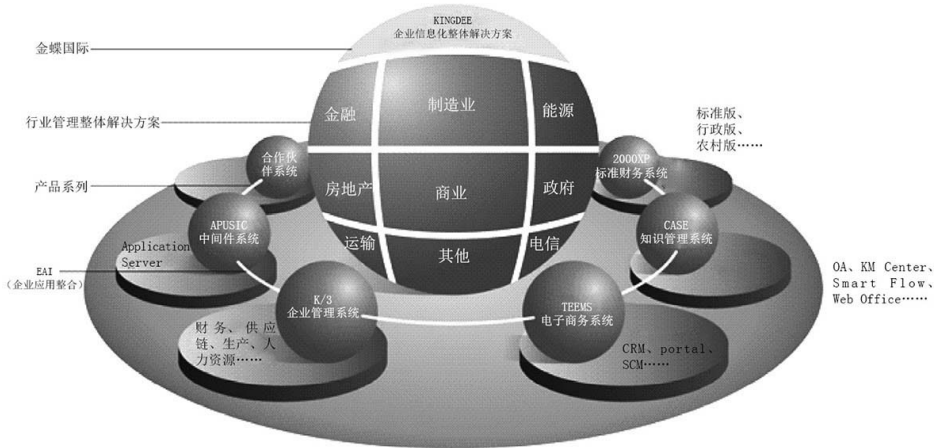 KINGDEE
企业信息化整体解决方案
金蝶国际
金融
制造业
能源
行业管理整体解决方案
标准版、
行政版、
农村版……
合作伙
伴系统
2000XP
标准财务系统
产品系列
房地产
商业
政府
APUSIC
中间件系统
CASE
知识管理系统
运输
其他
电信
Application
Server
EAI
(企业应用整合)
OA、KM Center、
Smart Flow、
Web Office……
K/3
企业管理系统
TEEMS
电子商务系统
财务、供应
链、生产、人
力资源……
CRM、portal、
SCM……